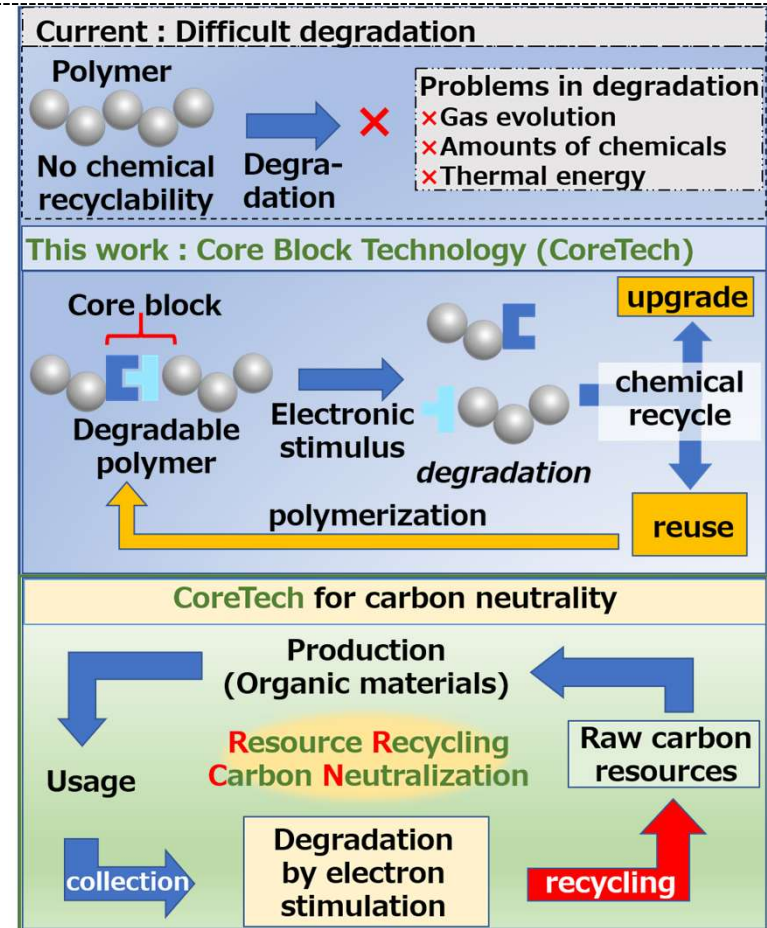 Current : Difficult degradation
Polymer
No chemical
recyclability
Degra-
dation
Problems in degradation
×Gas evolution
×Amounts of chemicals
×Thermal energy
This work : Core Block Technology (CoreTech)
Core block
Degradable
polymer
Electronic
stimulus
degradation
upgrade
chemical
recycle
reuse
polymerization
CoreTech for carbon neutrality
Production
(Organic materials)
Usage
Resource Recycling
Carbon Neutralization
Raw carbon
resources
collection
Degradation
by electron
stimulation
recycling